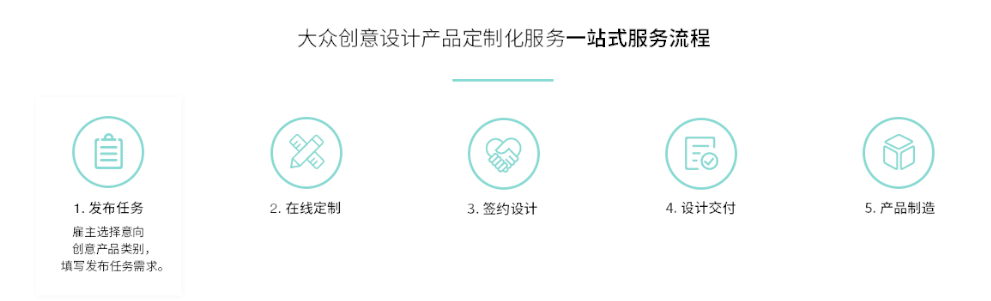 大众创意设计产品定制化服务一站式服务流程
1. 发布任务
雇主选择意向
创意产品类别，
填写发布任务需求。
2. 在线定制
3. 签约设计
4. 设计交付
5. 产品制造